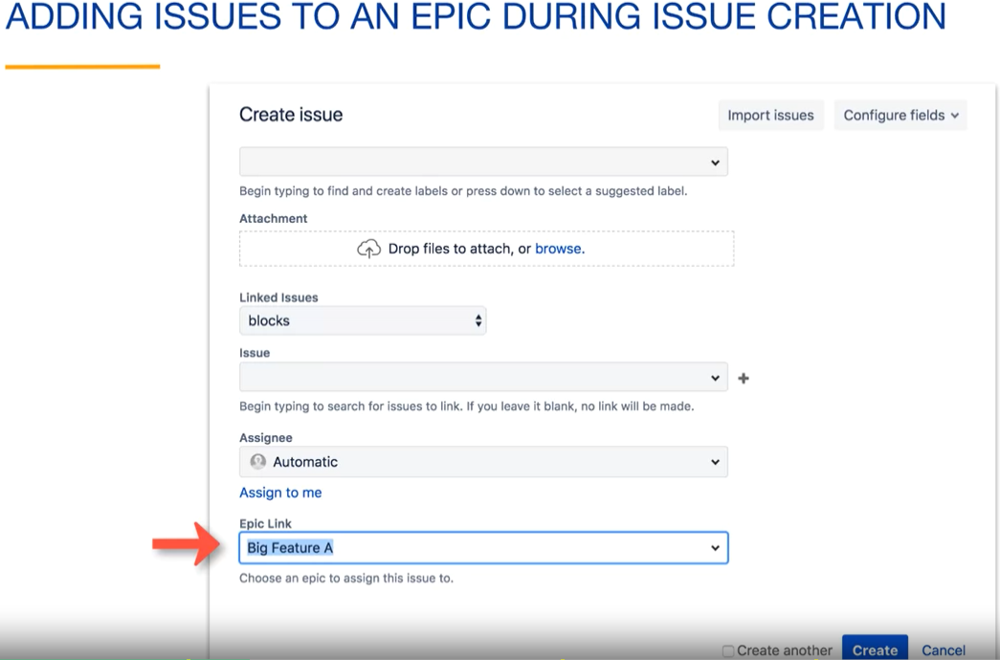 ADDING ISSUES TO AN EPIC DURING ISSUE CREATION
Create issue
Import issues
Configure fields
Begin typing to find and create labels or press down to select a suggested label.
Attachment
Drop files to attach, or browse.
Linked Issues
blocks
Issue
Begin typing to search for issues to link. If you leave it blank, no link will be made.
Assignee
Automatic
Assign to me
Epic Link
Big Feature A
Choose an epic to assign this issue to.
Create another
Create
Cancel